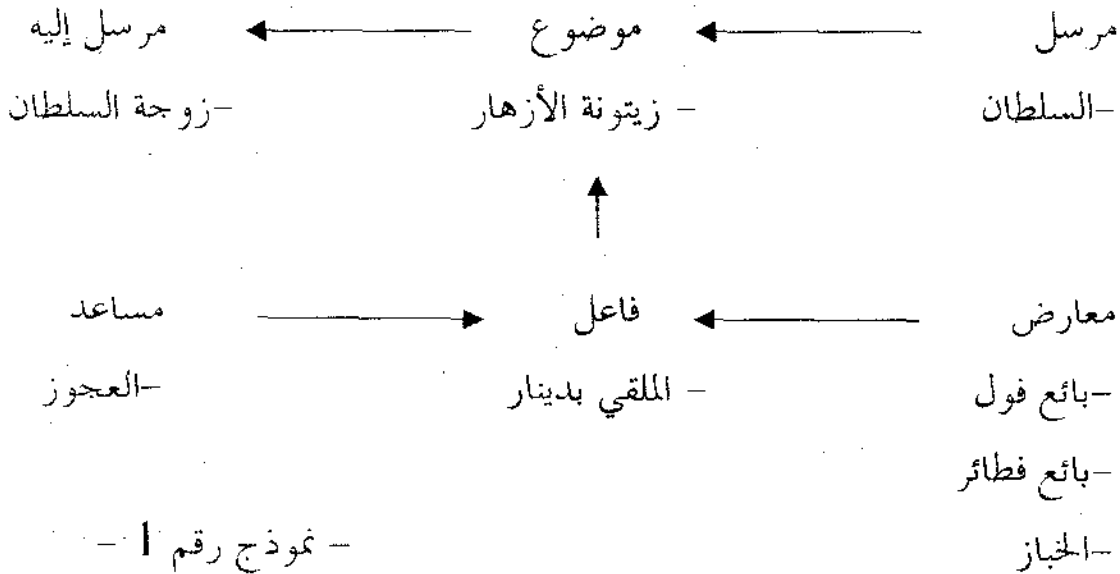 مرسل موضوع مرسل إليه
-السلطان - زيتونة الأزهار -زوجة السلطان
معارض فاعل مساعد
-بائع فول - الملقي بدينار -العجوز
-بائع فطائر
-الخباز - نموذج رقم 1 -